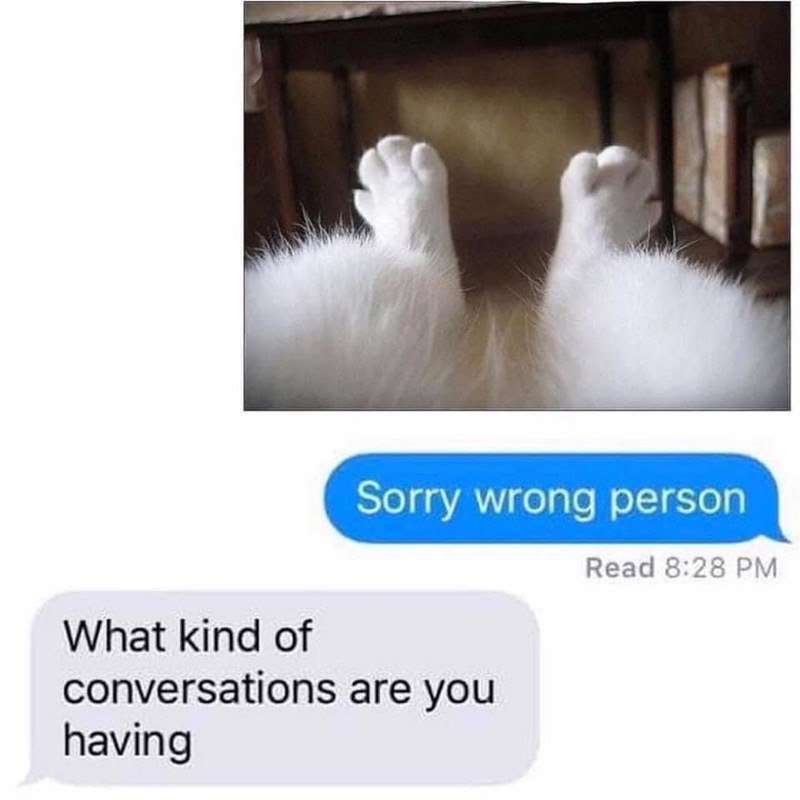 Sorry wrong person
Read 8:28 PM
What kind of
conversations are you
having